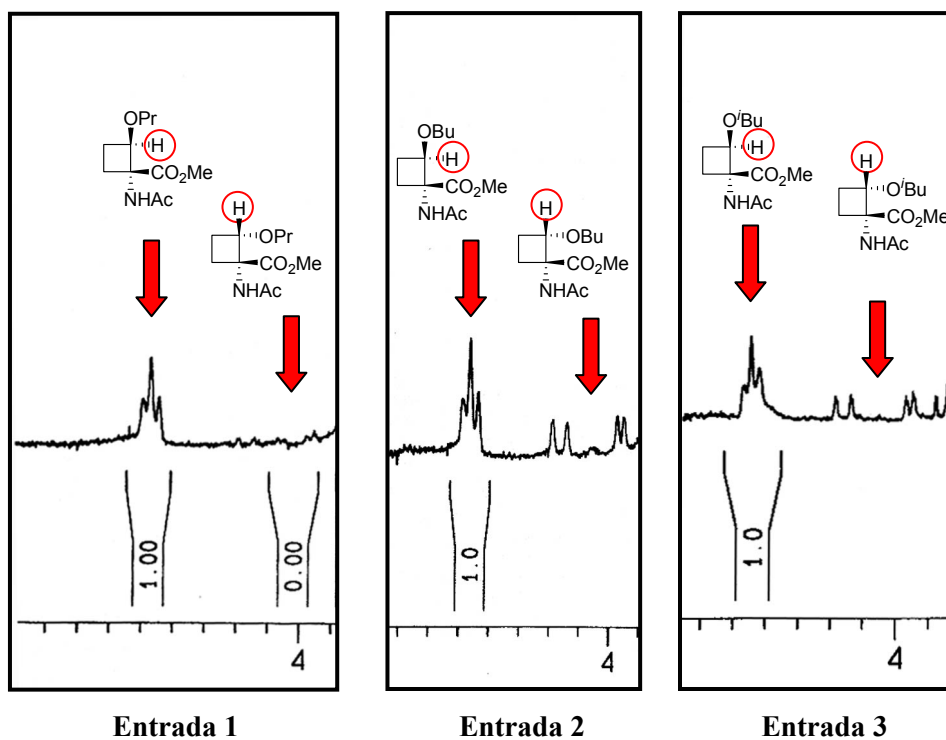 OPr
H
CO2Me
NHAc
H
OPr
CO2Me
NHAc
1.00
0.00
4
Entrada 1
OBu
H
CO2Me
NHAc
H
OBu
CO2Me
NHAc
1.0
4
Entrada 2
OiBu
H
CO2Me
NHAc
H
OiBu
CO2Me
NHAc
1.0
4
Entrada 3